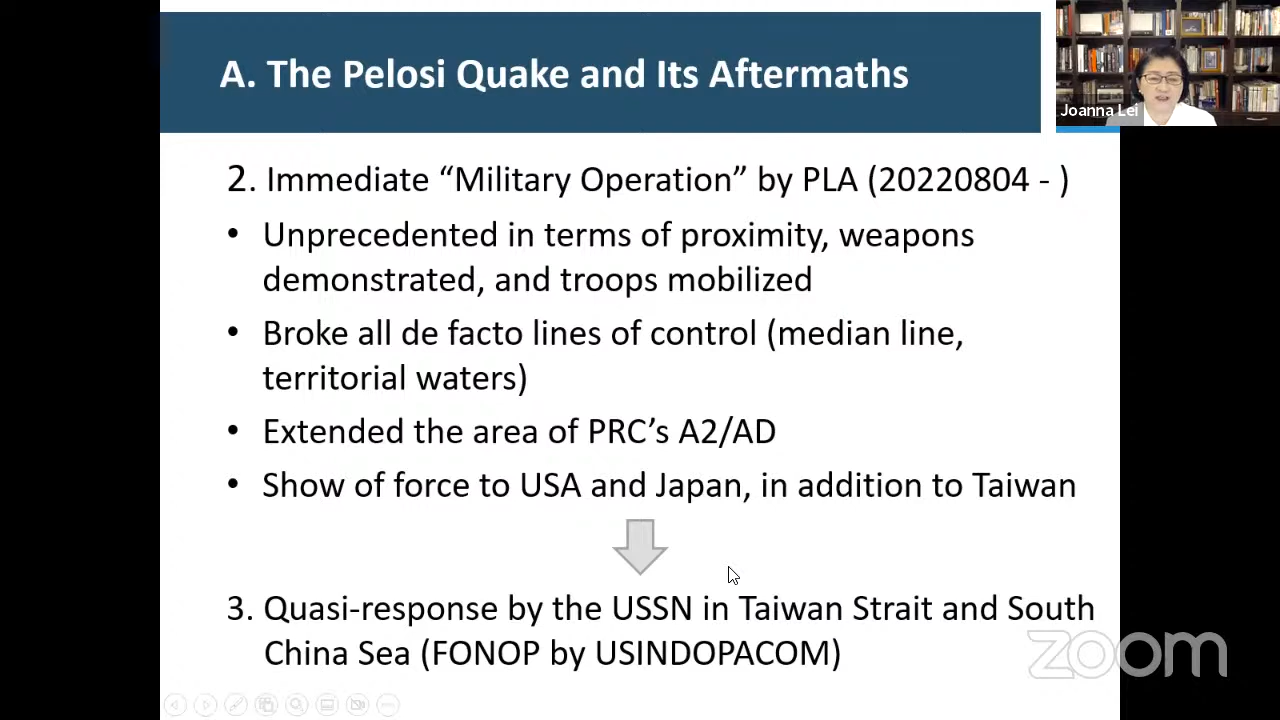 A. The Pelosi Quake and Its Aftermaths
Joanna Lei
2. Immediate “Military Operation” by PLA (20220804 - )
• Unprecedented in terms of proximity, weapons
demonstrated, and troops mobilized
• Broke all de facto lines of control (median line,
territorial waters)
• Extended the area of PRC’s A2/AD
• Show of force to USA and Japan, in addition to Taiwan
3. Quasi-response by the USSN in Taiwan Strait and South
China Sea (FONOP by USINDOPACOM)
zoom